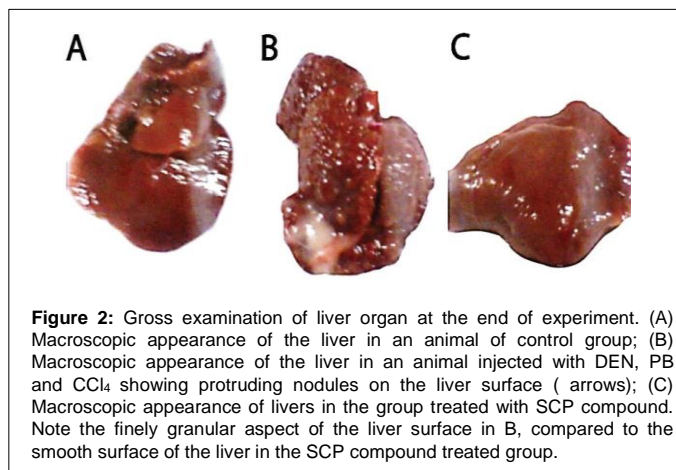 A B C
Figure 2: Gross examination of liver organ at the end of experiment. (A)
Macroscopic appearance of the liver in an animal of control group; (B)
Macroscopic appearance of the liver in an animal injected with DEN, PB
and CCl₄ showing protruding nodules on the liver surface ( arrows); (C)
Macroscopic appearance of livers in the group treated with SCP compound.
Note the finely granular aspect of the liver surface in B, compared to the
smooth surface of the liver in the SCP compound treated group.